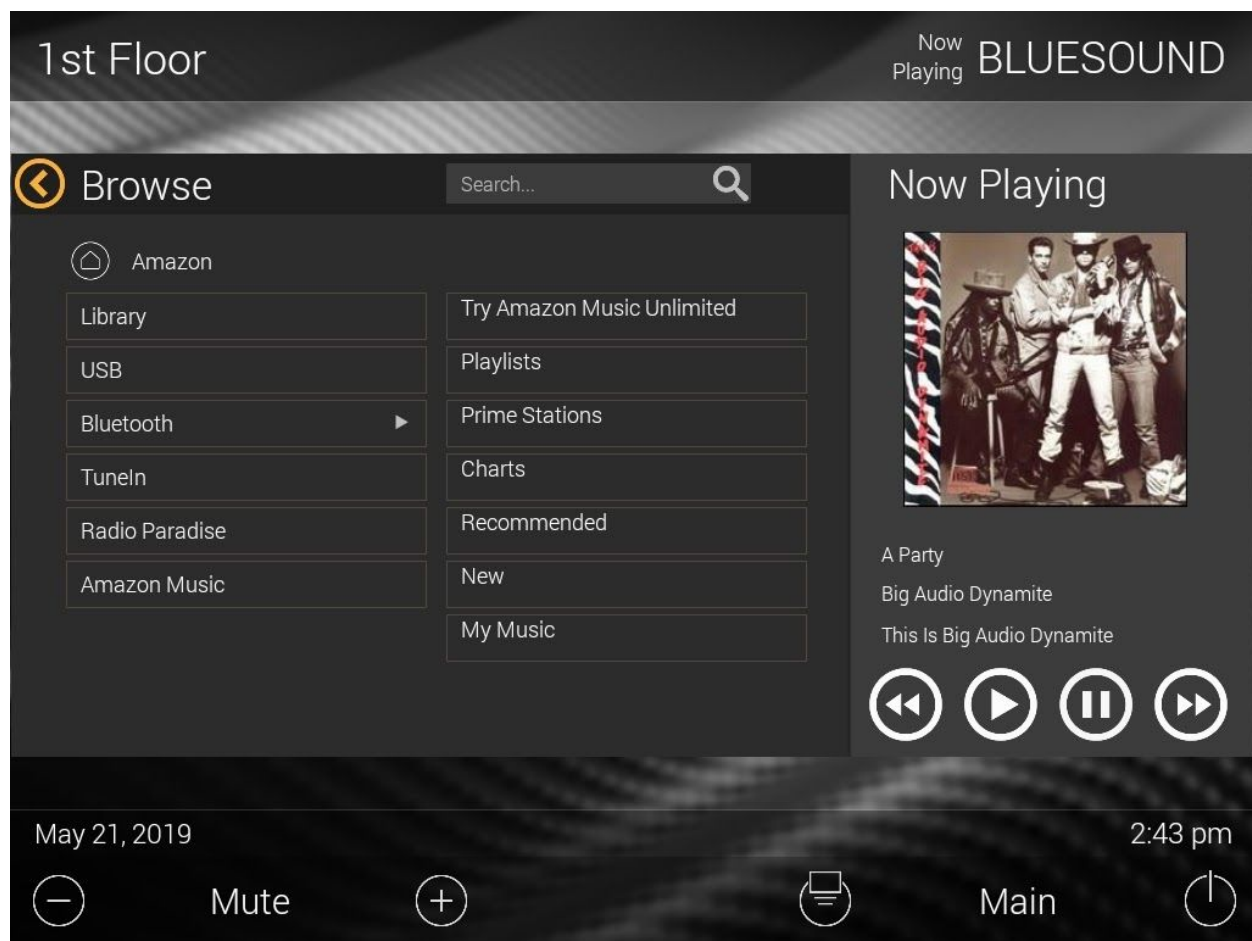 1st Floor
Now Playing
BLUESOUND
Browse
Search...
Now Playing
Amazon
Library
USB
Bluetooth
TuneIn
Radio Paradise
Amazon Music
Try Amazon Music Unlimited
Playlists
Prime Stations
Charts
Recommended
New
My Music
A Party
Big Audio Dynamite
This Is Big Audio Dynamite
May 21, 2019
2:43 pm
Mute
Main